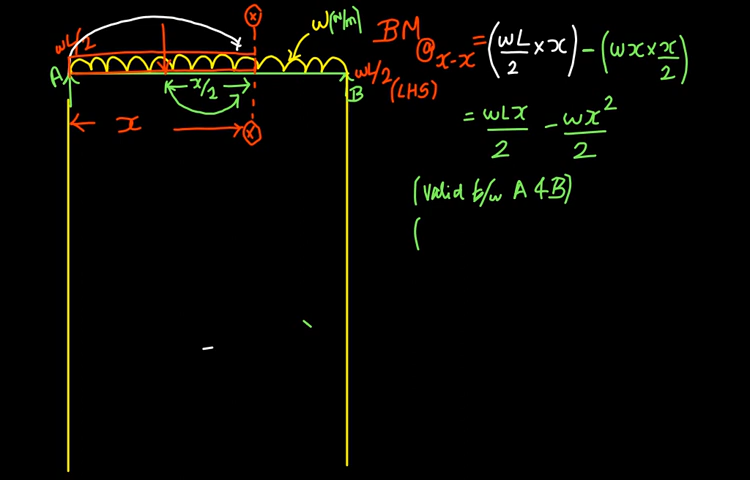 w(N/m)
wL/2
A
x/2
x
x
x
wL/2
B
BM@x-x = (wL/2 × x) - (wx × x/2)
(LHS)
= wLx/2 - wx²/2
(valid b/w A & B)
(